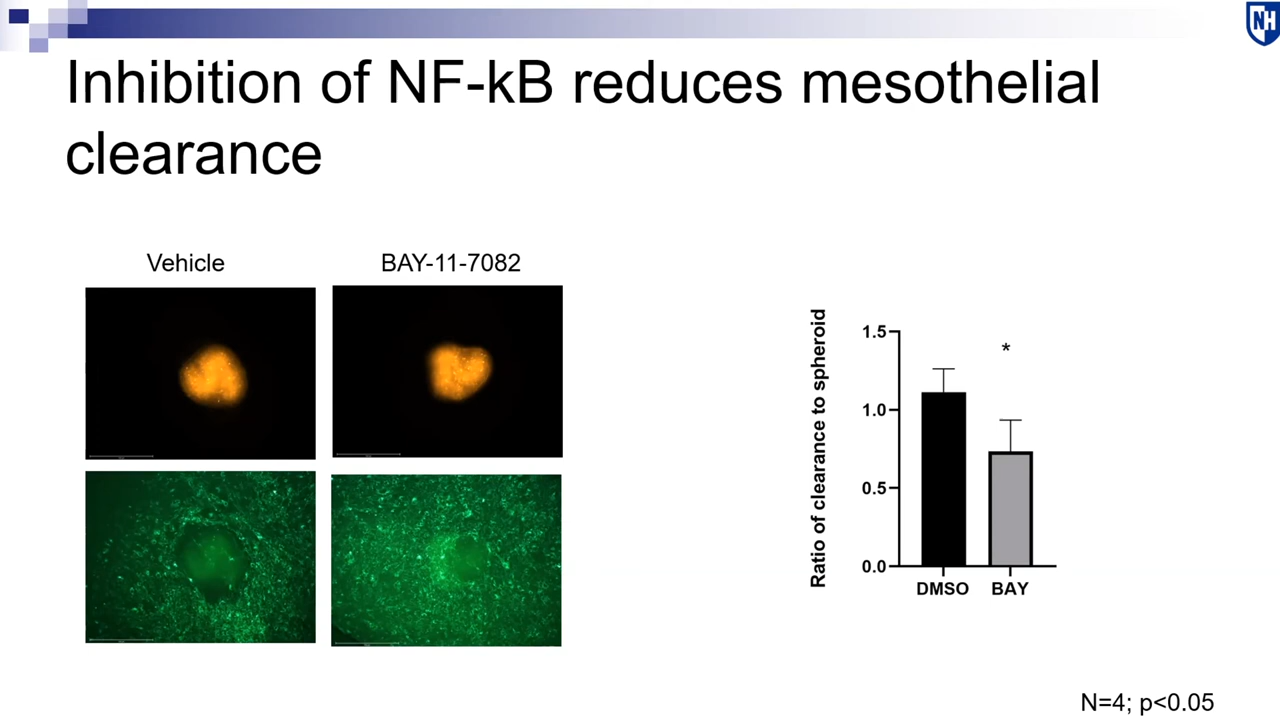 NH
Inhibition of NF-kB reduces mesothelial
clearance
Vehicle
BAY-11-7082
Ratio of clearance to spheroid
1.5
1.0
0.5
0.0
*
DMSO
BAY
N=4; p<0.05